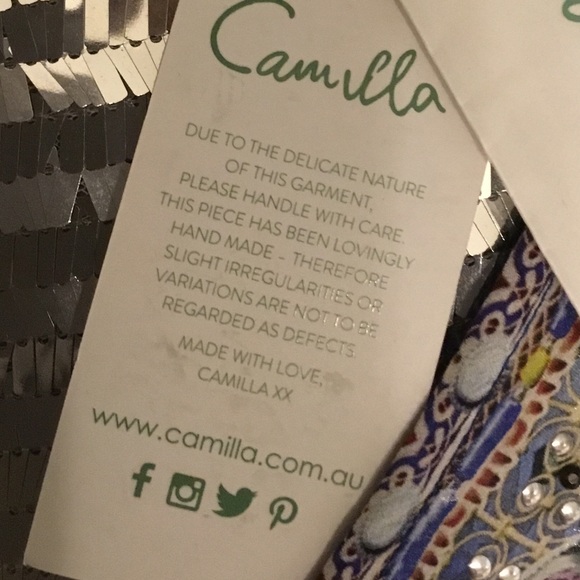 Camilla
DUE TO THE DELICATE NATURE
OF THIS GARMENT,
PLEASE HANDLE WITH CARE.
THIS PIECE HAS BEEN LOVINGLY
HAND MADE - THEREFORE
SLIGHT IRREGULARITIES OR
VARIATIONS ARE NOT TO BE
REGARDED AS DEFECTS.
MADE WITH LOVE,
CAMILLA XX
www.camilla.com.au